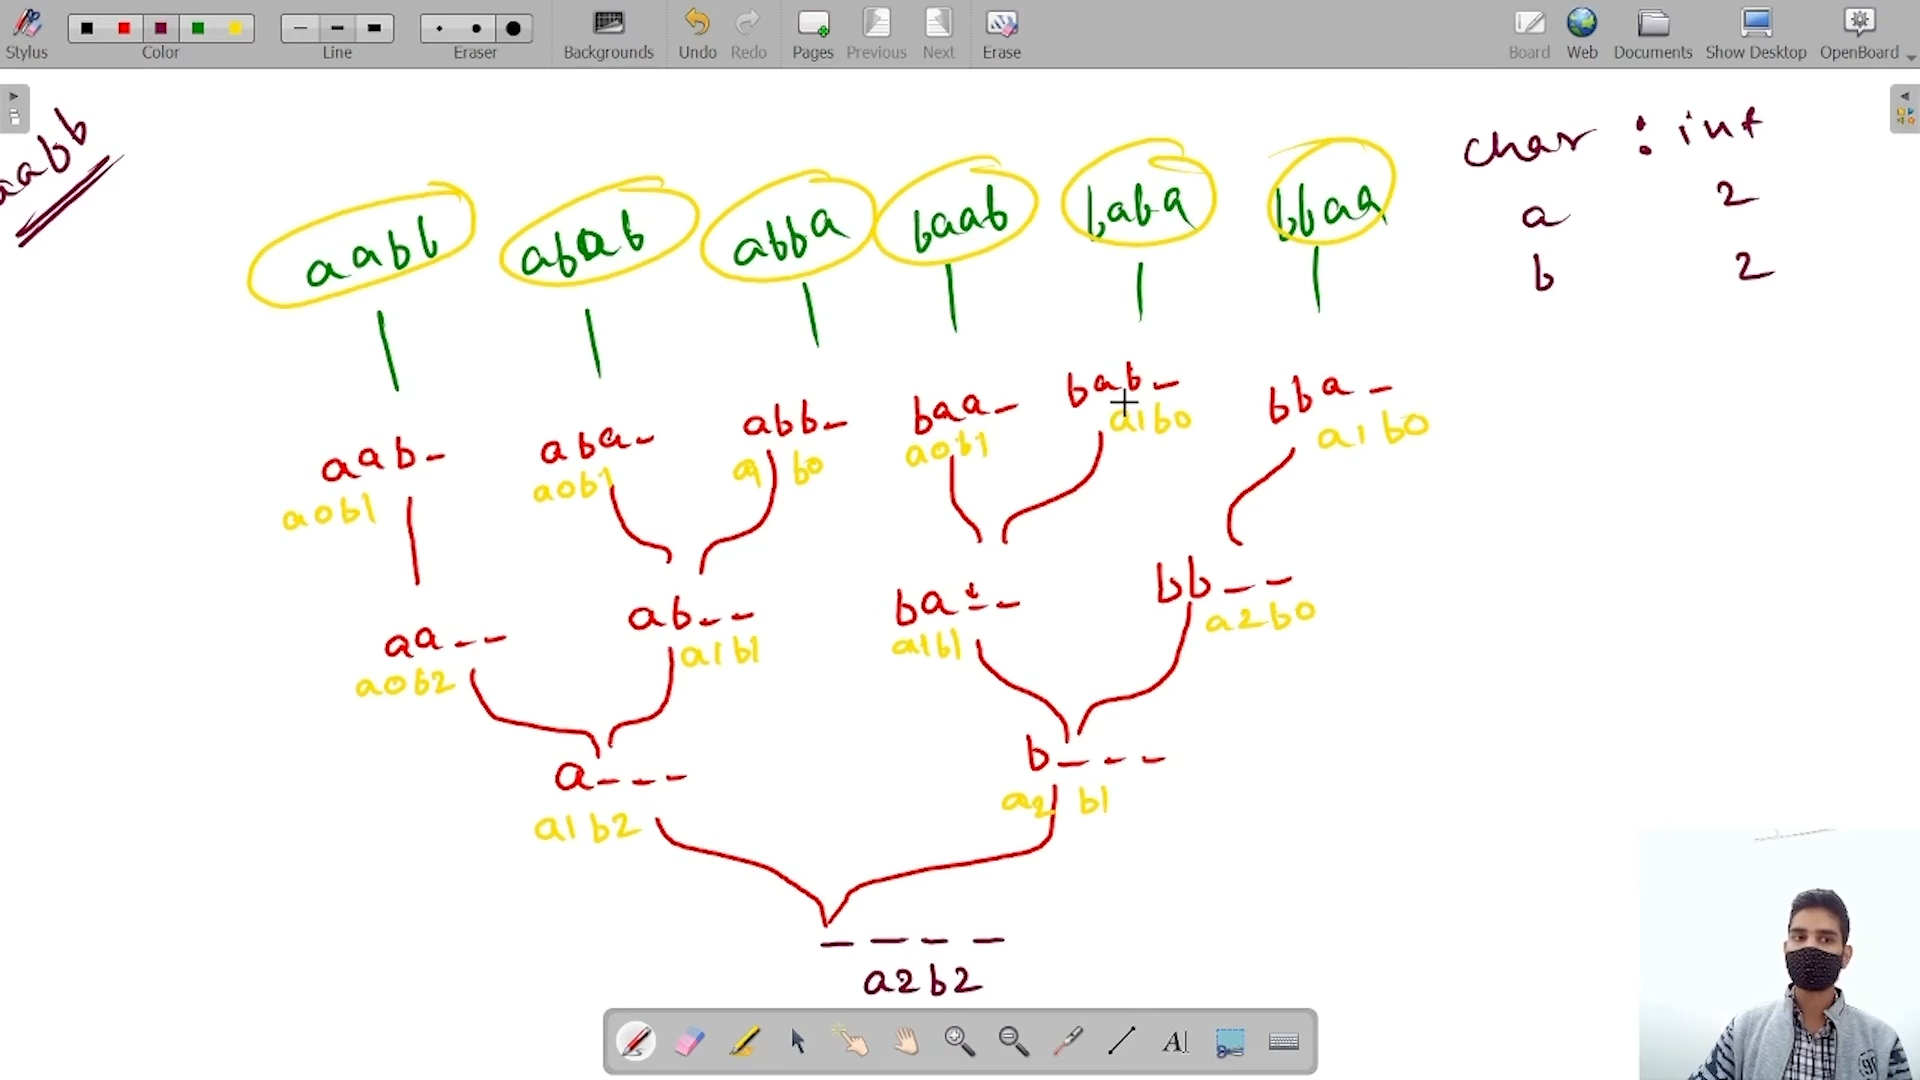 Stylus
Color
Line
Eraser
Backgrounds
Undo
Redo
Pages
Previous
Next
Erase
Board
Web
Documents
Show Desktop
OpenBoard
aabb
char : int
a 2
b 2
aabb abab abba baab baba bbaa
aab- aba- abb- baa- bab- bba-
a0b1 a0b1 a1 b0 a0b1 a1b0 a1 b0
aa-- ab-- ba-- bb--
a0b2 a1b1 a1b1 a2b0
a--- b---
a1 b2 a2 b1
----
a2b2